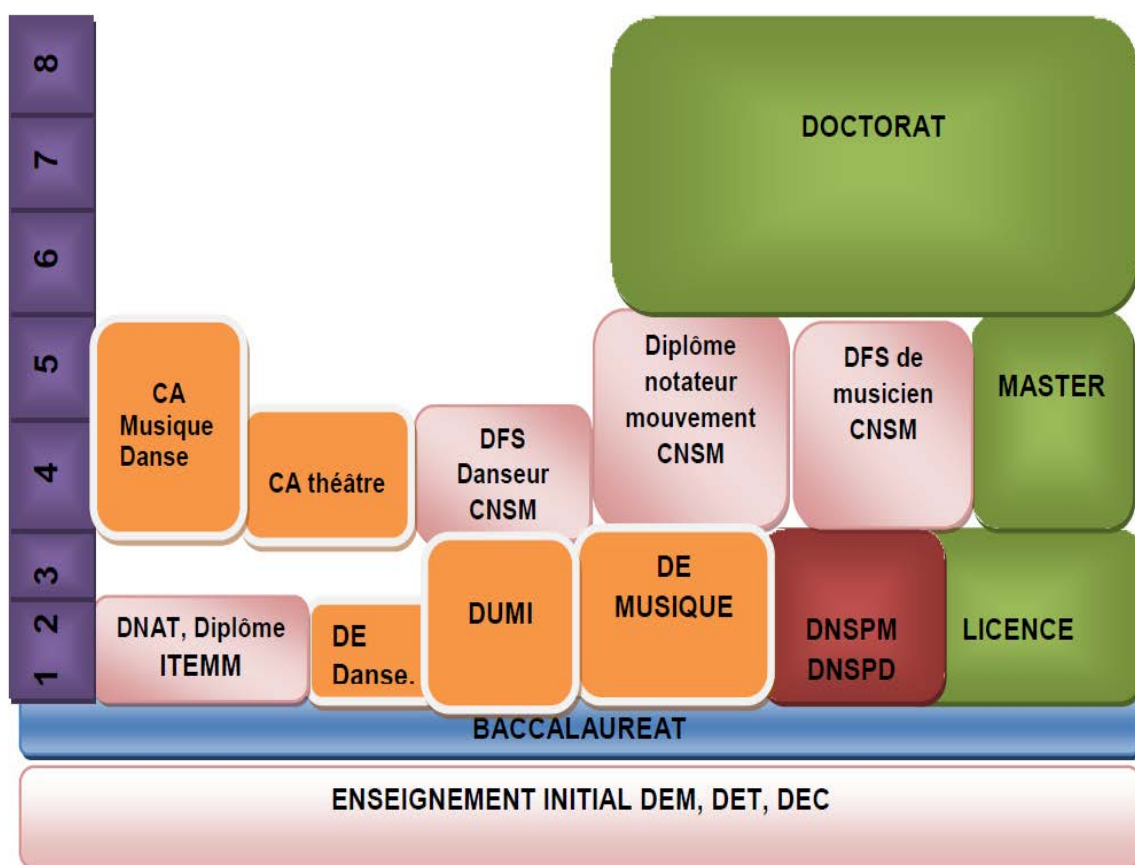 8
7
6
5
4
3
2
1
DOCTORAT
CA
Musique
Danse
CA théâtre
DFS
Danseur
CNSM
Diplôme
notateur
mouvement
CNSM
DFS de
musicien
CNSM
MASTER
DNAT, Diplôme
ITEMM
DE
Danse.
DUMI
DE
MUSIQUE
DNSPM
DNSPD
LICENCE
BACCALAUREAT
ENSEIGNEMENT INITIAL DEM, DET, DEC